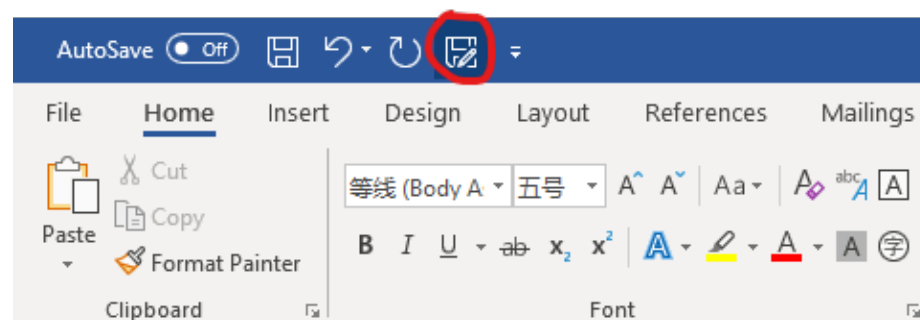 AutoSave Off
File Home Insert Design Layout References Mailings
Cut
等线 (Body A 五号 A A Aa A abc A A
Copy
Paste
Format Painter
B I U ab x₂ x² A A A 字
Clipboard Font